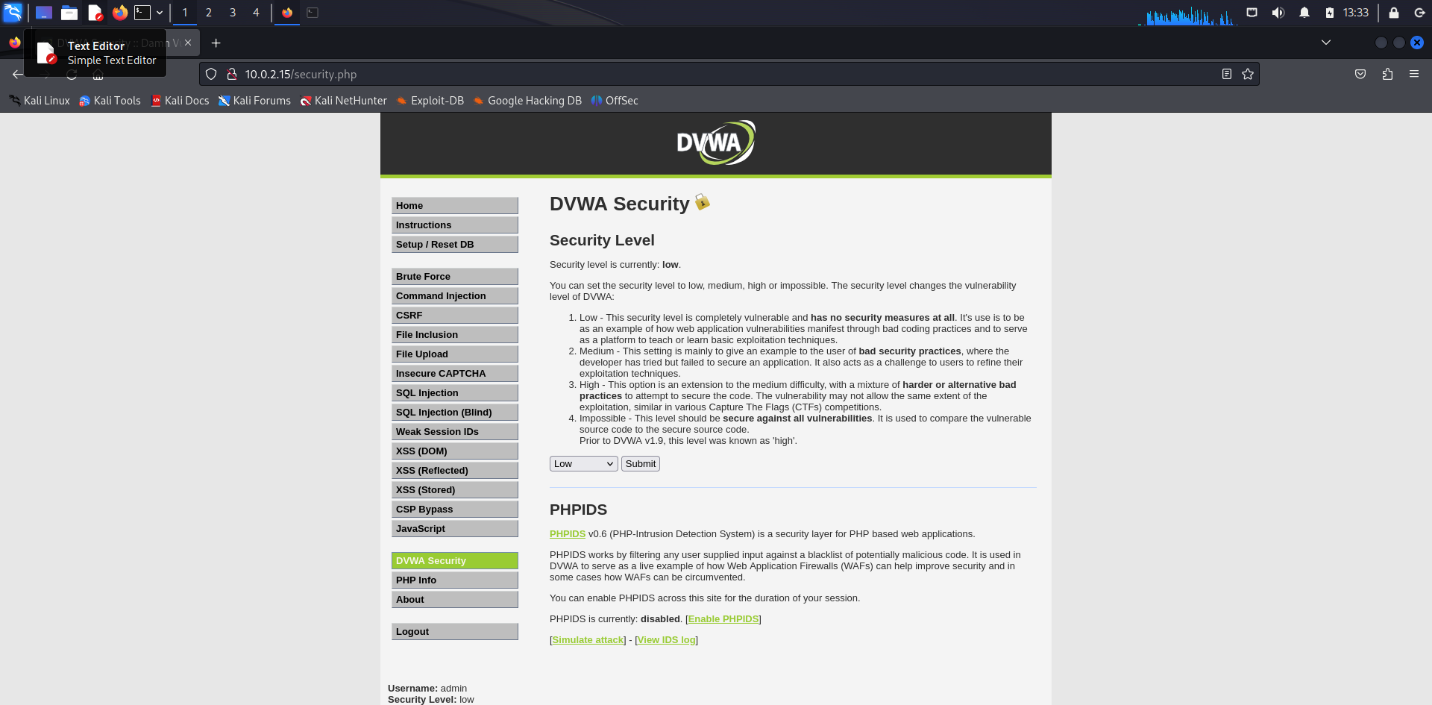 1 2 3 4 13:33
Text Editor
Simple Text Editor
10.0.2.15/security.php
Kali Linux Kali Tools Kali Docs Kali Forums Kali NetHunter Exploit-DB Google Hacking DB OffSec
DVWA
Home
Instructions
Setup / Reset DB
Brute Force
Command Injection
CSRF
File Inclusion
File Upload
Insecure CAPTCHA
SQL Injection
SQL Injection (Blind)
Weak Session IDs
XSS (DOM)
XSS (Reflected)
XSS (Stored)
CSP Bypass
JavaScript
DVWA Security
PHP Info
About
Logout
DVWA Security
Security Level
Security level is currently: low.
You can set the security level to low, medium, high or impossible. The security level changes the vulnerability
level of DVWA:
1. Low - This security level is completely vulnerable and has no security measures at all. It's use is to be
as an example of how web application vulnerabilities manifest through bad coding practices and to serve
as a platform to teach or learn basic exploitation techniques.
2. Medium - This setting is mainly to give an example to the user of bad security practices, where the
developer has tried but failed to secure an application. It also acts as a challenge to users to refine their
exploitation techniques.
3. High - This option is an extension to the medium difficulty, with a mixture of harder or alternative bad
practices to attempt to secure the code. The vulnerability may not allow the same extent of the
exploitation, similar in various Capture The Flags (CTFs) competitions.
4. Impossible - This level should be secure against all vulnerabilities. It is used to compare the vulnerable
source code to the secure source code.
Prior to DVWA v1.9, this level was known as 'high'.
Low Submit
PHPIDS
PHPIDS v0.6 (PHP-Intrusion Detection System) is a security layer for PHP based web applications.
PHPIDS works by filtering any user supplied input against a blacklist of potentially malicious code. It is used in
DVWA to serve as a live example of how Web Application Firewalls (WAFs) can help improve security and in
some cases how WAFs can be circumvented.
You can enable PHPIDS across this site for the duration of your session.
PHPIDS is currently: disabled. [Enable PHPIDS]
[Simulate attack] - [View IDS log]
Username: admin
Security Level: low